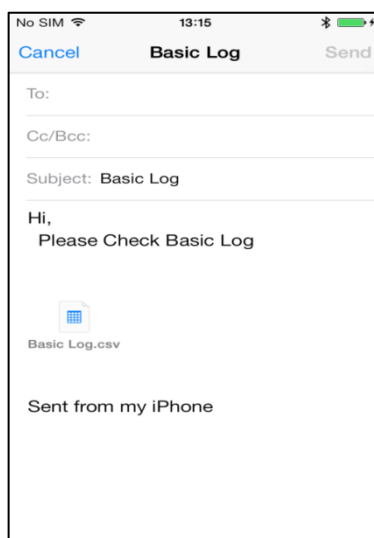 No SIM 13:15
Cancel Basic Log Send
To:
Cc/Bcc:
Subject: Basic Log
Hi,
Please Check Basic Log
Basic Log.csv
Sent from my iPhone